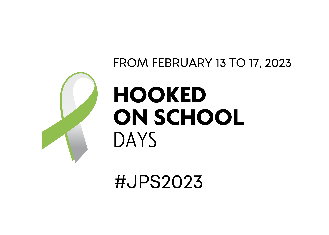 FROM FEBRUARY 13 TO 17, 2023
HOOKED
ON SCHOOL
DAYS
#JPS2023